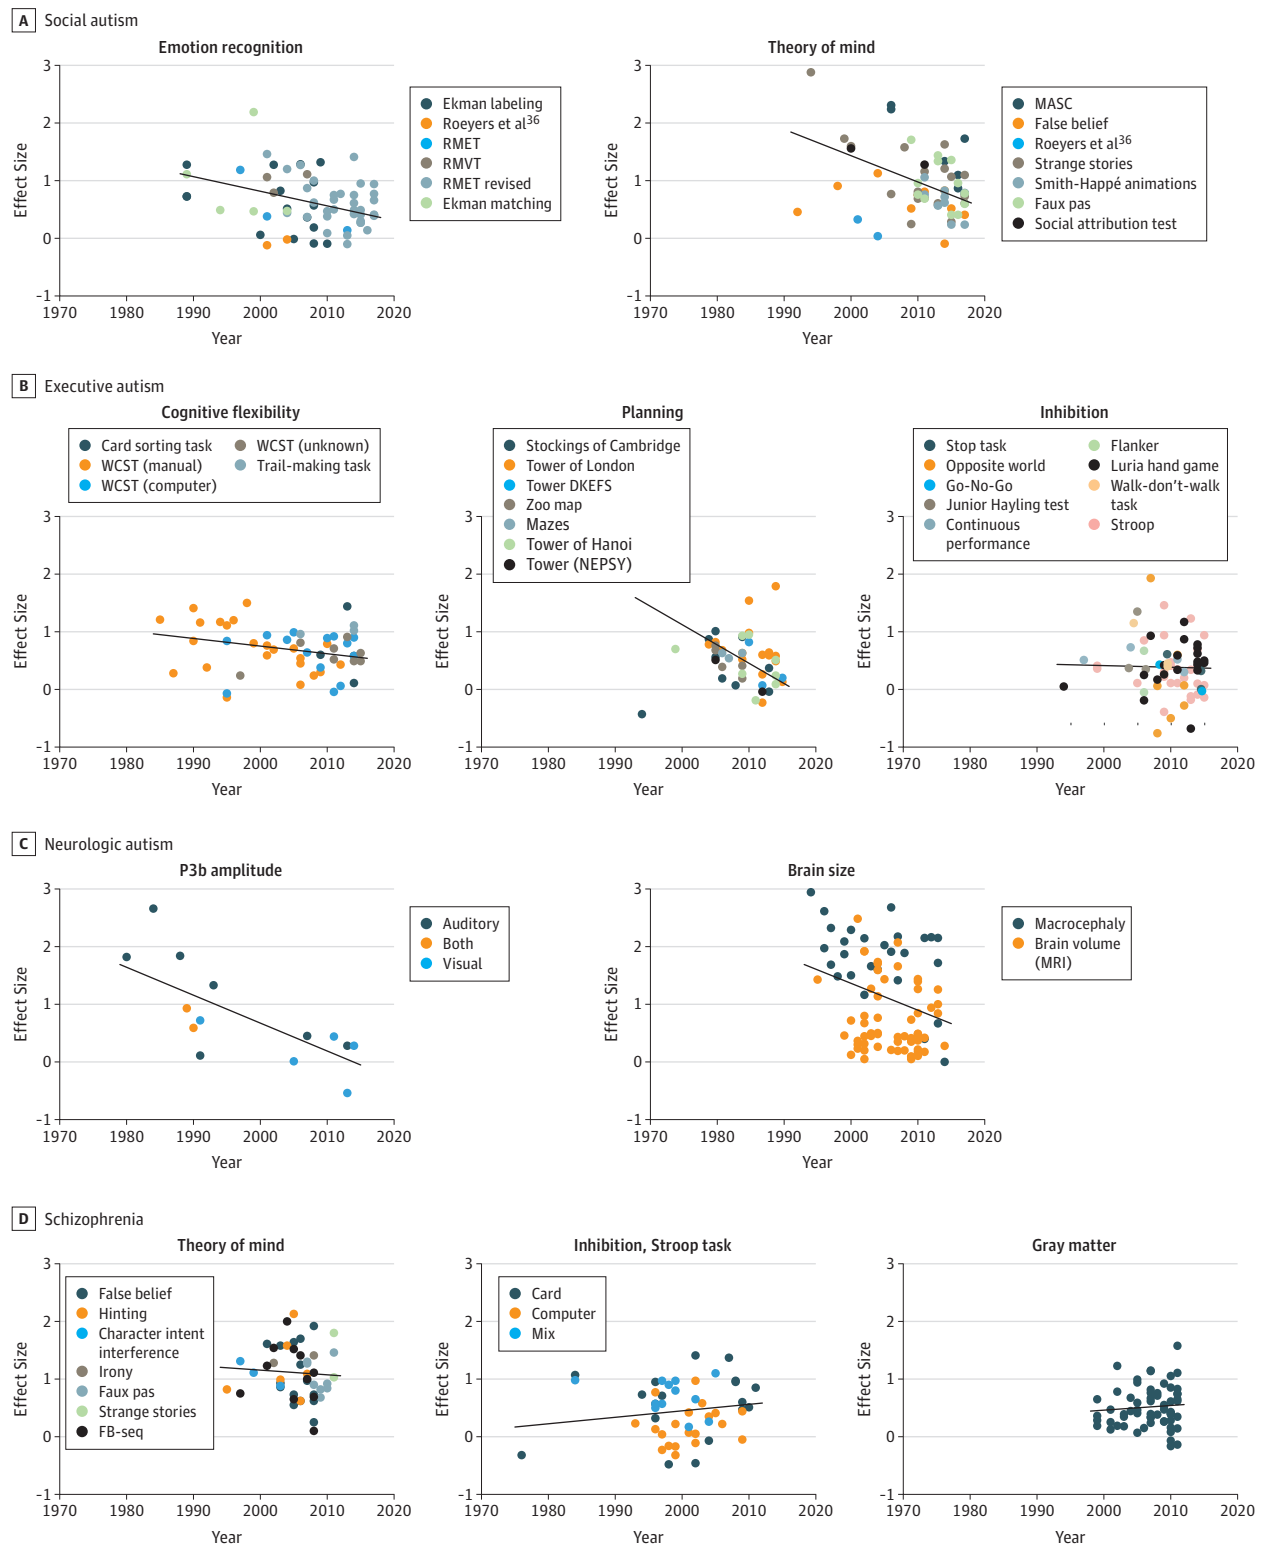 A Social autism
Emotion recognition
3
2
1
0
-1
Effect Size
1970 1980 1990 2000 2010 2020
Year
Ekman labeling
Roeyers et al36
RMET
RMVT
RMET revised
Ekman matching
Theory of mind
3
2
1
0
-1
Effect Size
1970 1980 1990 2000 2010 2020
Year
MASC
False belief
Roeyers et al36
Strange stories
Smith-Happé animations
Faux pas
Social attribution test
B Executive autism
Cognitive flexibility
Card sorting task
WCST (manual)
WCST (computer)
WCST (unknown)
Trail-making task
3
2
1
0
-1
Effect Size
1970 1980 1990 2000 2010 2020
Year
Planning
Stockings of Cambridge
Tower of London
Tower DKEFS
Zoo map
Mazes
Tower of Hanoi
Tower (NEPSY)
3
2
1
0
-1
Effect Size
1970 1980 1990 2000 2010 2020
Year
Inhibition
Stop task
Opposite world
Go-No-Go
Junior Hayling test
Continuous
performance
Flanker
Luria hand game
Walk-don't-walk
task
Stroop
3
2
1
0
-1
Effect Size
1970 1980 1990 2000 2010 2020
Year
C Neurologic autism
P3b amplitude
3
2
1
0
-1
Effect Size
1970 1980 1990 2000 2010 2020
Year
Auditory
Both
Visual
Brain size
3
2
1
0
-1
Effect Size
1970 1980 1990 2000 2010 2020
Year
Macrocephaly
Brain volume
(MRI)
D Schizophrenia
Theory of mind
False belief
Hinting
Character intent
interference
Irony
Faux pas
Strange stories
FB-seq
3
2
1
0
-1
Effect Size
1970 1980 1990 2000 2010 2020
Year
Inhibition, Stroop task
Card
Computer
Mix
3
2
1
0
-1
Effect Size
1970 1980 1990 2000 2010 2020
Year
Gray matter
3
2
1
0
-1
Effect Size
1970 1980 1990 2000 2010 2020
Year